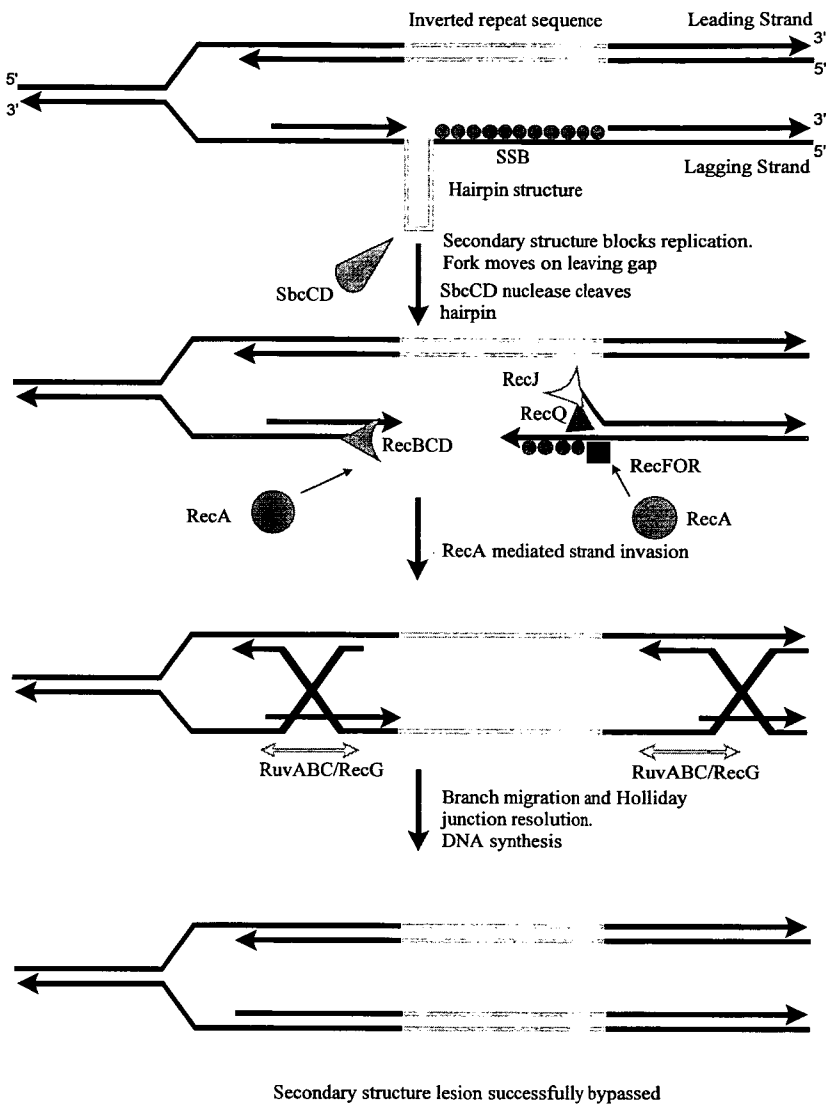 Inverted repeat sequence
Leading Strand
3'
5'
5'
3'
3'
5'
SSB
Lagging Strand
Hairpin structure
Secondary structure blocks replication.
Fork moves on leaving gap
SbcCD
SbcCD nuclease cleaves
hairpin
RecJ
RecQ
RecBCD
RecFOR
RecA
RecA
RecA mediated strand invasion
RuvABC/RecG
RuvABC/RecG
Branch migration and Holliday
junction resolution.
DNA synthesis
Secondary structure lesion successfully bypassed